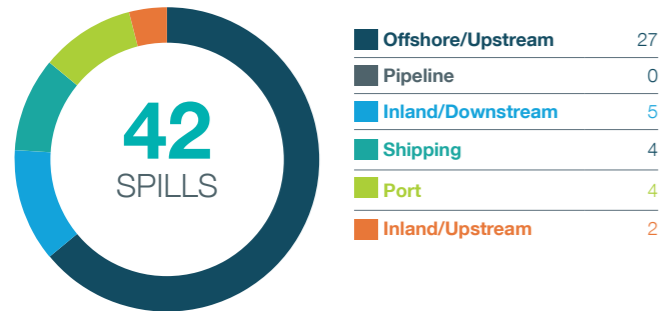 42
SPILLS
Offshore/Upstream 27
Pipeline 0
Inland/Downstream 5
Shipping 4
Port 4
Inland/Upstream 2